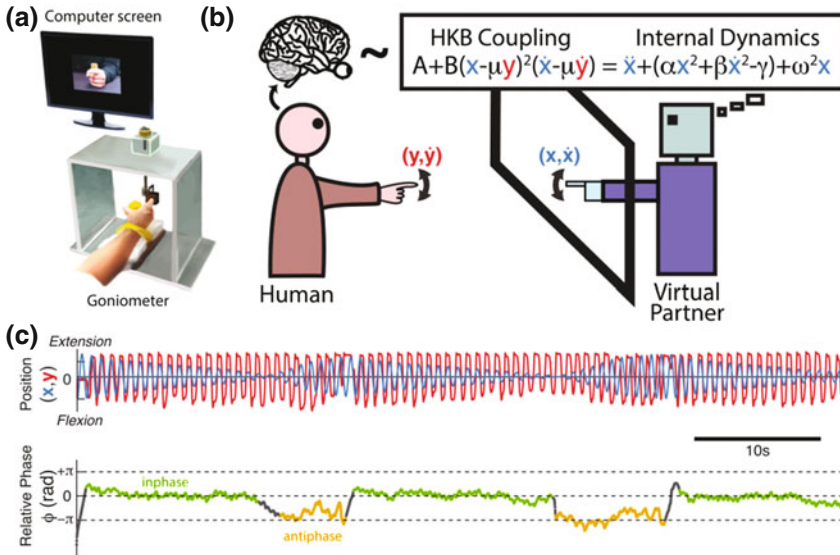 (a)
Computer screen
Goniometer
(b)
HKB Coupling Internal Dynamics
A+B(x-μy)²(ẋ-μẏ) = ẍ+(αx²+βẋ²-γ)+ω²x
~
(y,ẏ)
(x,ẋ)
Human
Virtual
Partner
(c)
Extension
Position
(x,y)
0
Flexion
10s
Relative Phase
ϕ (rad)
+π
0
-π
inphase
antiphase